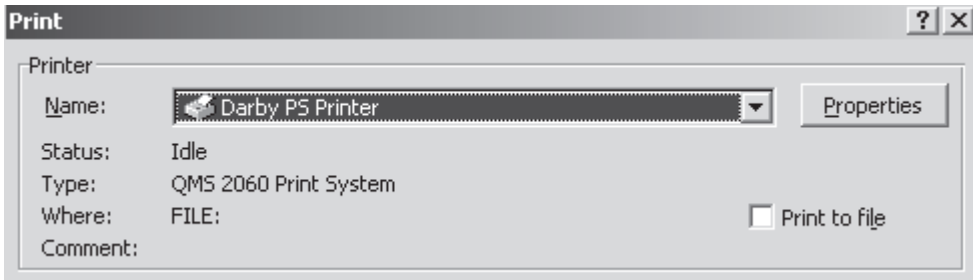 Print
Printer
Name: Darby PS Printer Properties
Status: Idle
Type: QMS 2060 Print System
Where: FILE: Print to file
Comment: